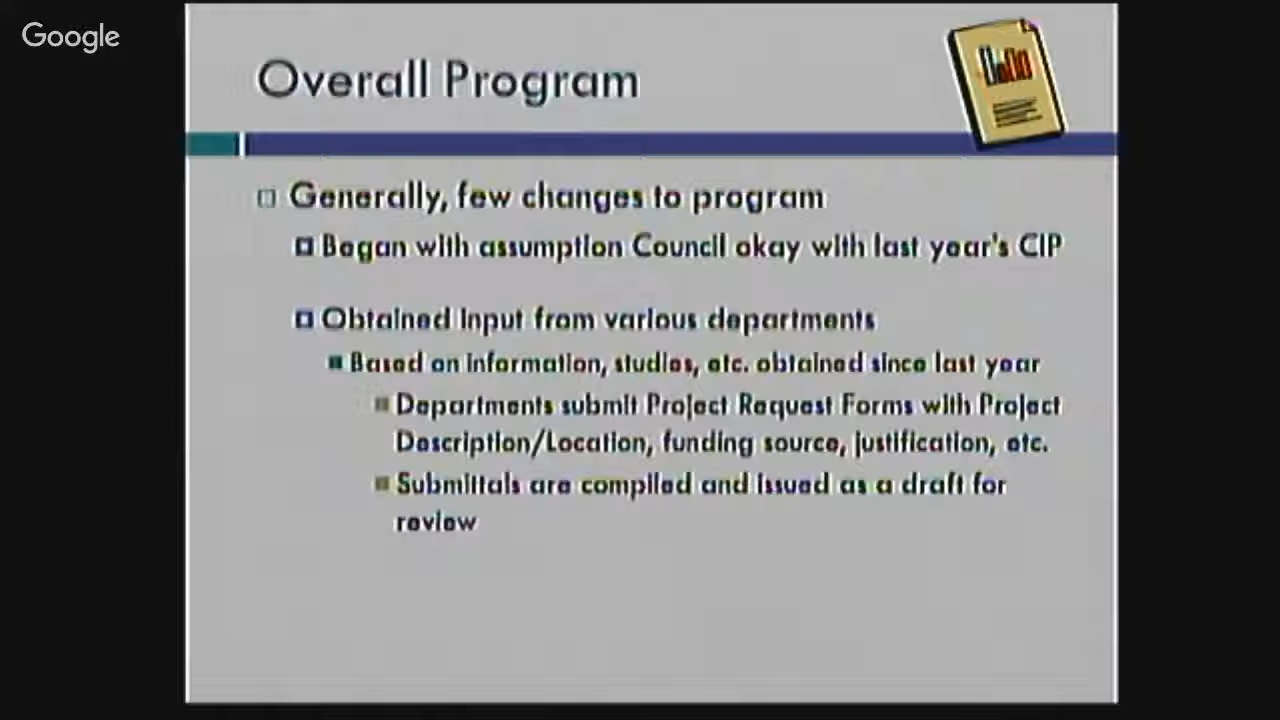 Google
Overall Program
Generally, few changes to program
Began with assumption Council okay with last year's CIP
Obtained input from various departments
Based on information, studies, etc. obtained since last year
Departments submit Project Request Forms with Project
Description/Location, funding source, justification, etc.
Submittals are compiled and issued as a draft for
review